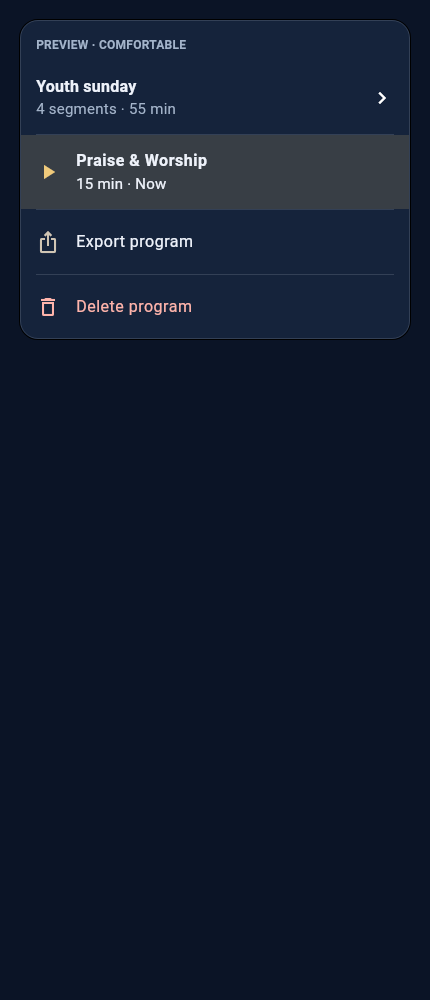 PREVIEW · COMFORTABLE
Youth sunday
4 segments · 55 min
Praise & Worship
15 min · Now
Export program
Delete program